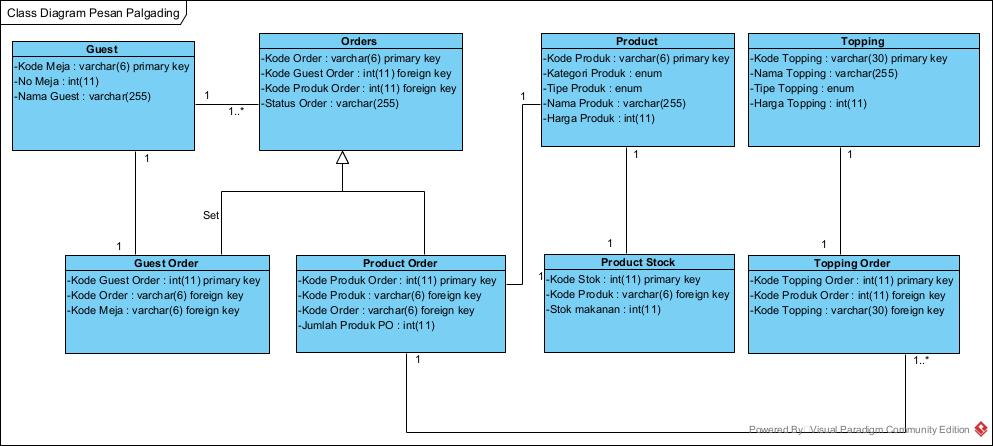 Class Diagram Pesan Palgading
Guest
-Kode Meja : varchar(6) primary key
-No Meja : int(11)
-Nama Guest : varchar(255)
1
1..*
Orders
-Kode Order : varchar(6) primary key
-Kode Guest Order : int(11) foreign key
-Kode Produk Order : int(11) foreign key
-Status Order : varchar(255)
1
Product
-Kode Produk : varchar(6) primary key
-Kategori Produk : enum
-Tipe Produk : enum
-Nama Produk : varchar(255)
-Harga Produk : int(11)
Topping
-Kode Topping : varchar(30) primary key
-Nama Topping : varchar(255)
-Tipe Topping : enum
-Harga Topping : int(11)
1
1
1
Set
1
1
1
Guest Order
-Kode Guest Order : int(11) primary key
-Kode Order : varchar(6) foreign key
-Kode Meja : varchar(6) foreign key
Product Order
-Kode Produk Order : int(11) primary key
-Kode Produk : varchar(6) foreign key
-Kode Order : varchar(6) foreign key
-Jumlah Produk PO : int(11)
1
Product Stock
-Kode Stok : int(11) primary key
-Kode Produk : varchar(6) foreign key
-Stok makanan : int(11)
Topping Order
-Kode Topping Order : int(11) primary key
-Kode Produk Order : int(11) foreign key
-Kode Topping : varchar(30) foreign key
1
1..*
Powered By: Visual Paradigm Community Edition